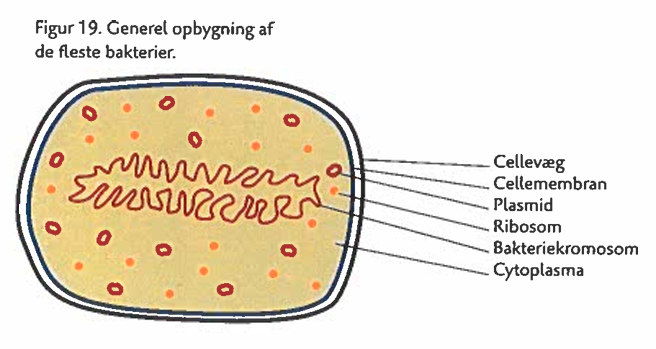 Figur 19. Generel opbygning af
de fleste bakterier.
Cellevæg
Cellemembran
Plasmid
Ribosom
Bakteriekromosom
Cytoplasma